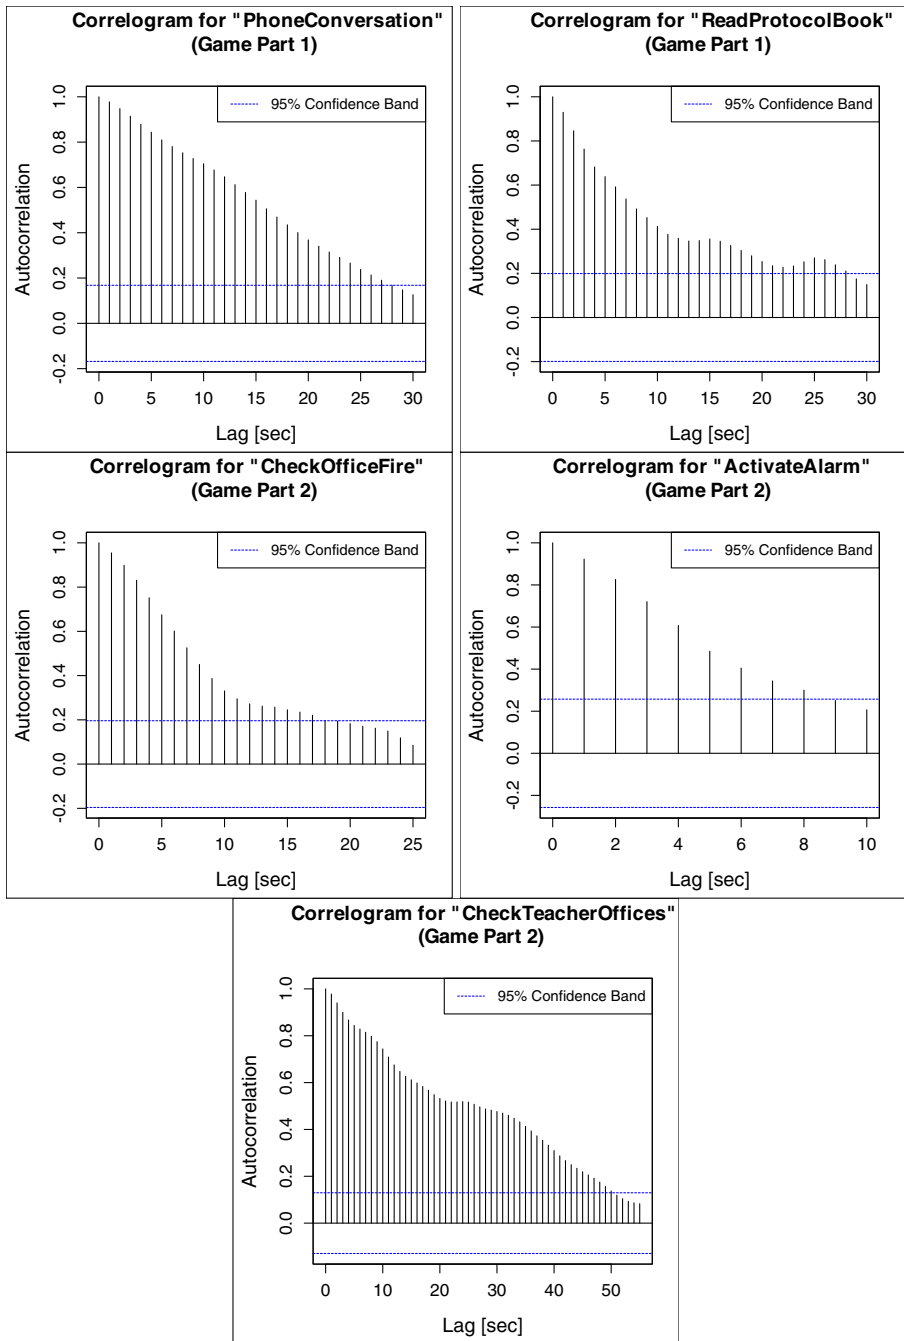 Correlogram for "PhoneConversation"
(Game Part 1)
95% Confidence Band
Autocorrelation
1.0
0.8
0.6
0.4
0.2
0.0
-0.2
0 5 10 15 20 25 30
Lag [sec]
Correlogram for "ReadProtocolBook"
(Game Part 1)
95% Confidence Band
Autocorrelation
1.0
0.8
0.6
0.4
0.2
0.0
-0.2
0 5 10 15 20 25 30
Lag [sec]
Correlogram for "CheckOfficeFire"
(Game Part 2)
95% Confidence Band
Autocorrelation
1.0
0.8
0.6
0.4
0.2
0.0
-0.2
0 5 10 15 20 25
Lag [sec]
Correlogram for "ActivateAlarm"
(Game Part 2)
95% Confidence Band
Autocorrelation
1.0
0.8
0.6
0.4
0.2
0.0
-0.2
0 2 4 6 8 10
Lag [sec]
Correlogram for "CheckTeacherOffices"
(Game Part 2)
95% Confidence Band
Autocorrelation
1.0
0.8
0.6
0.4
0.2
0.0
0 10 20 30 40 50
Lag [sec]